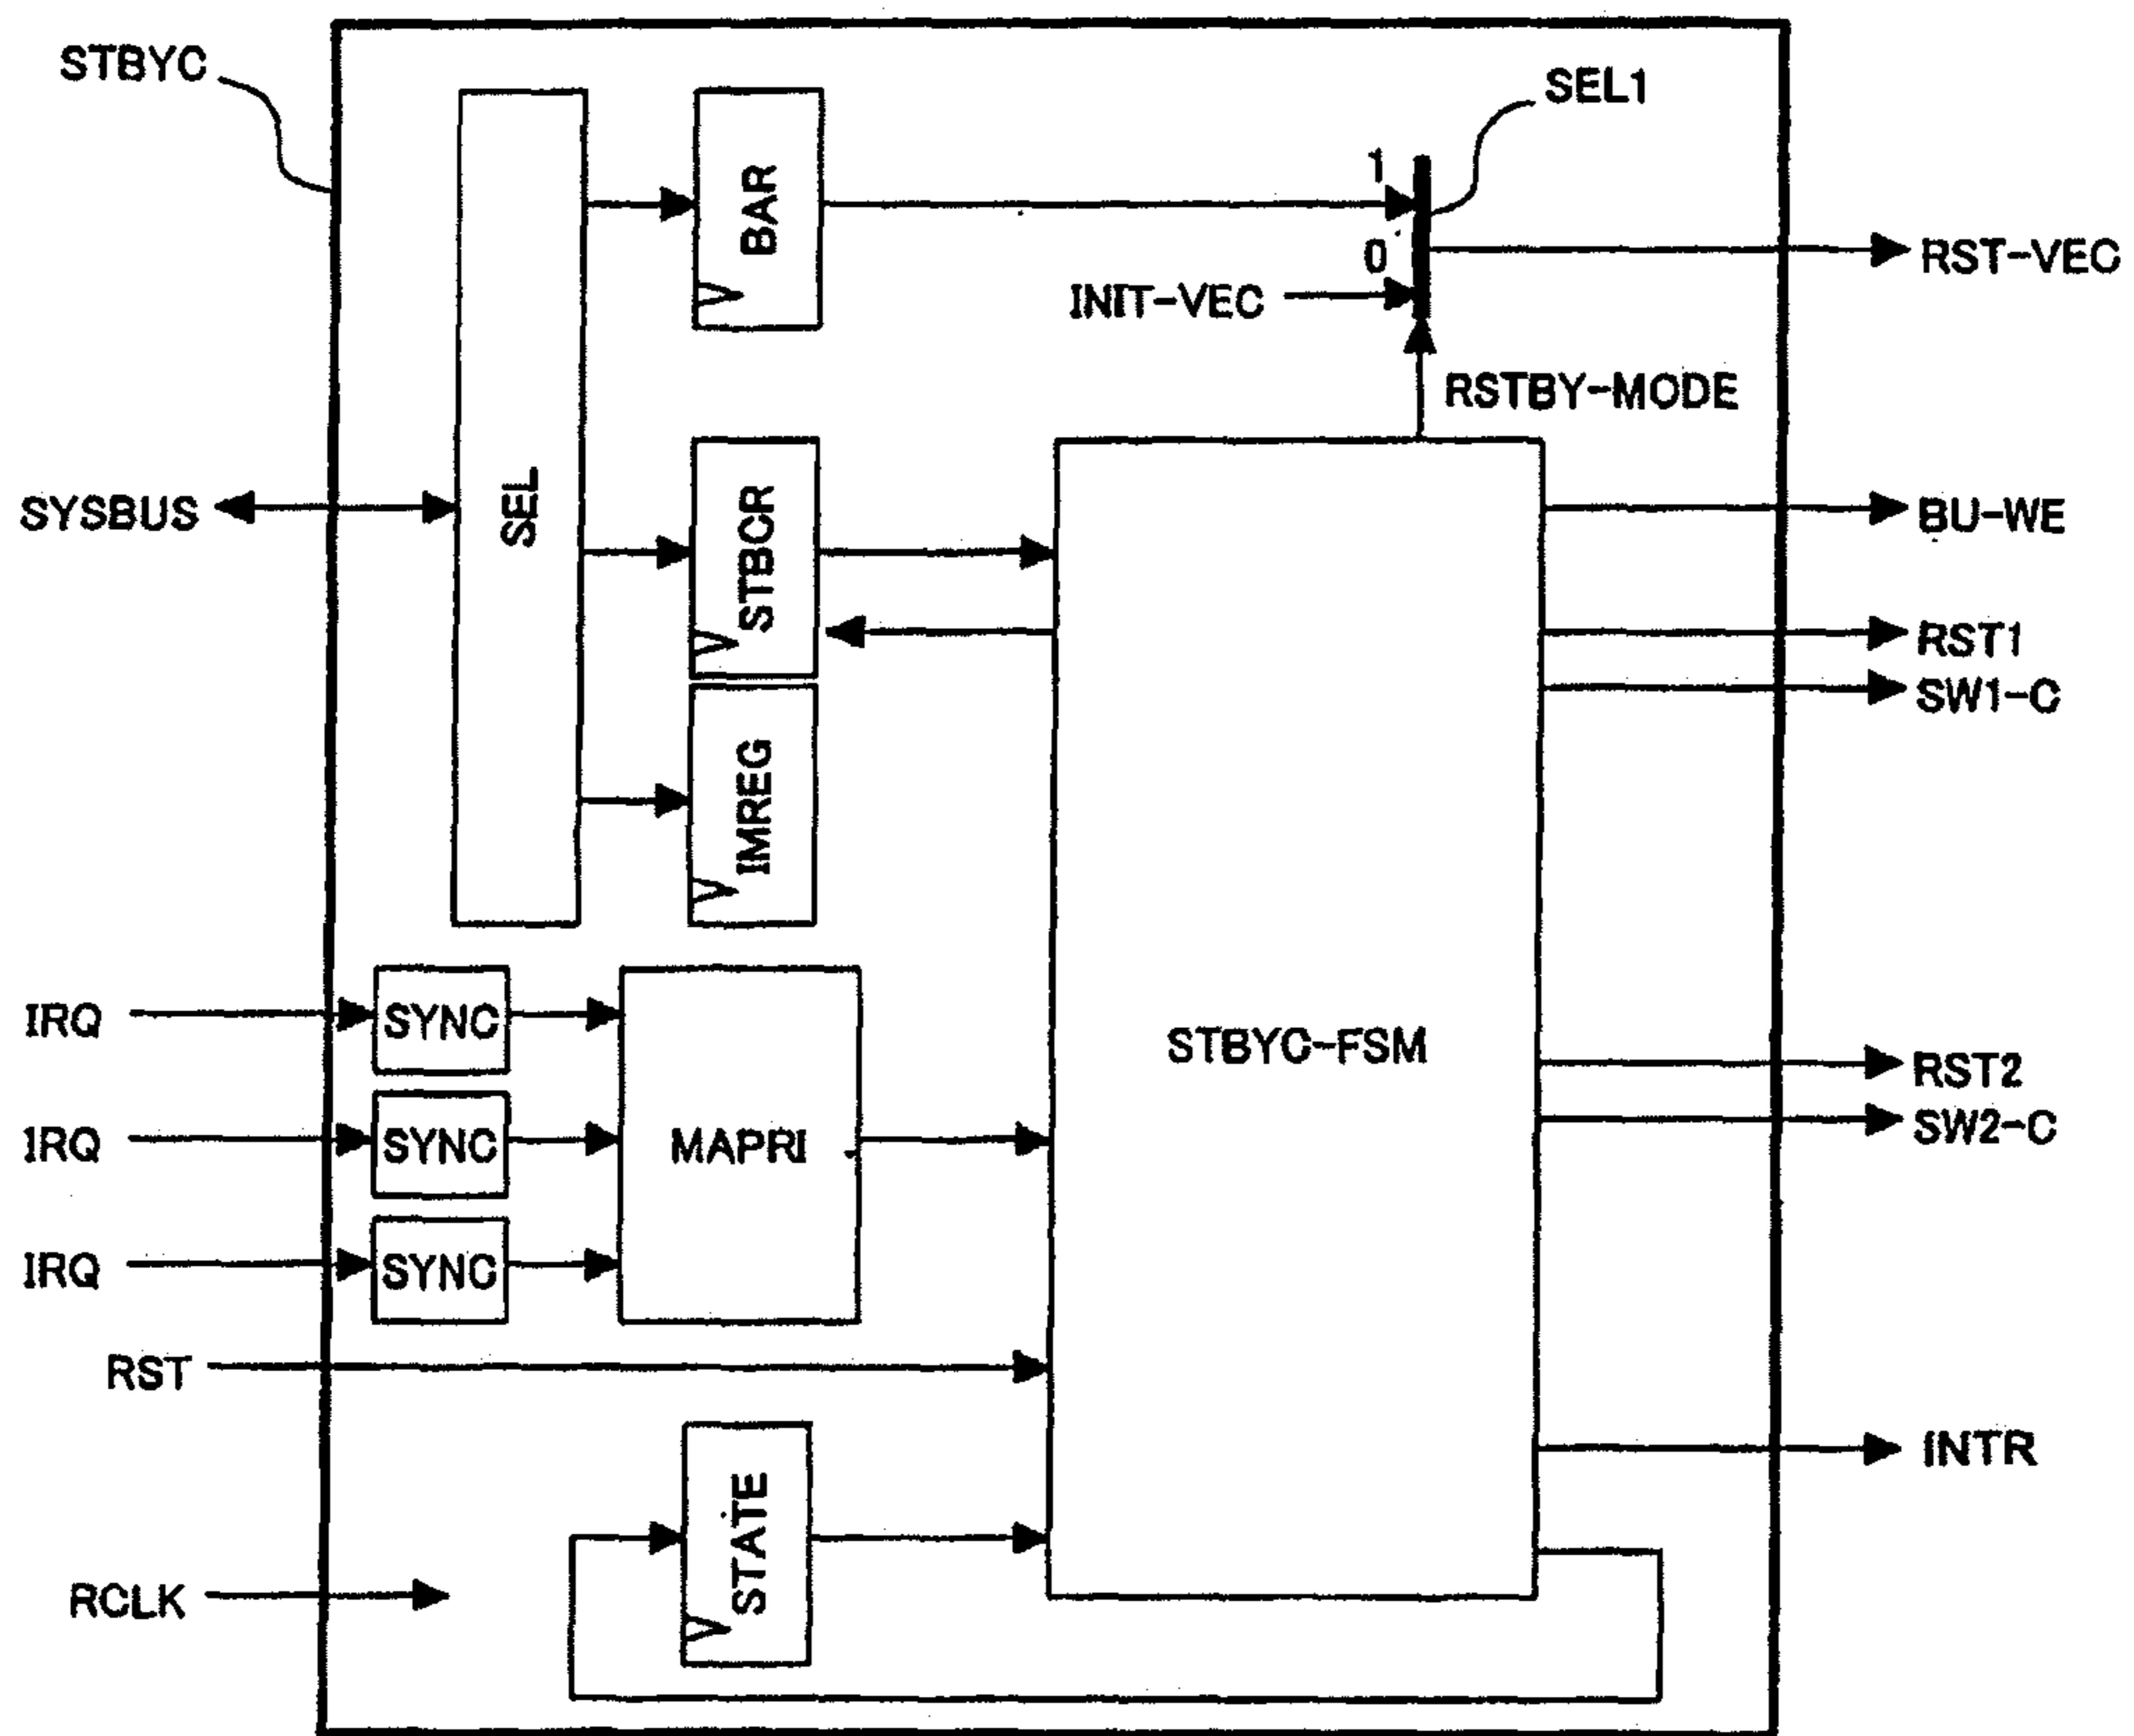 STBYC
SEL1
BAR
1
0
RST-VEC
INIT-VEC
RSTBY-MODE
SYSBUS
SEL
STBCR
BU-WE
RST1
SW1-C
IMREG
IRQ
SYNC
STBYC-FSM
RST2
IRQ
SYNC
MAPRI
SW2-C
IRQ
SYNC
RST
INTR
STATE
RCLK